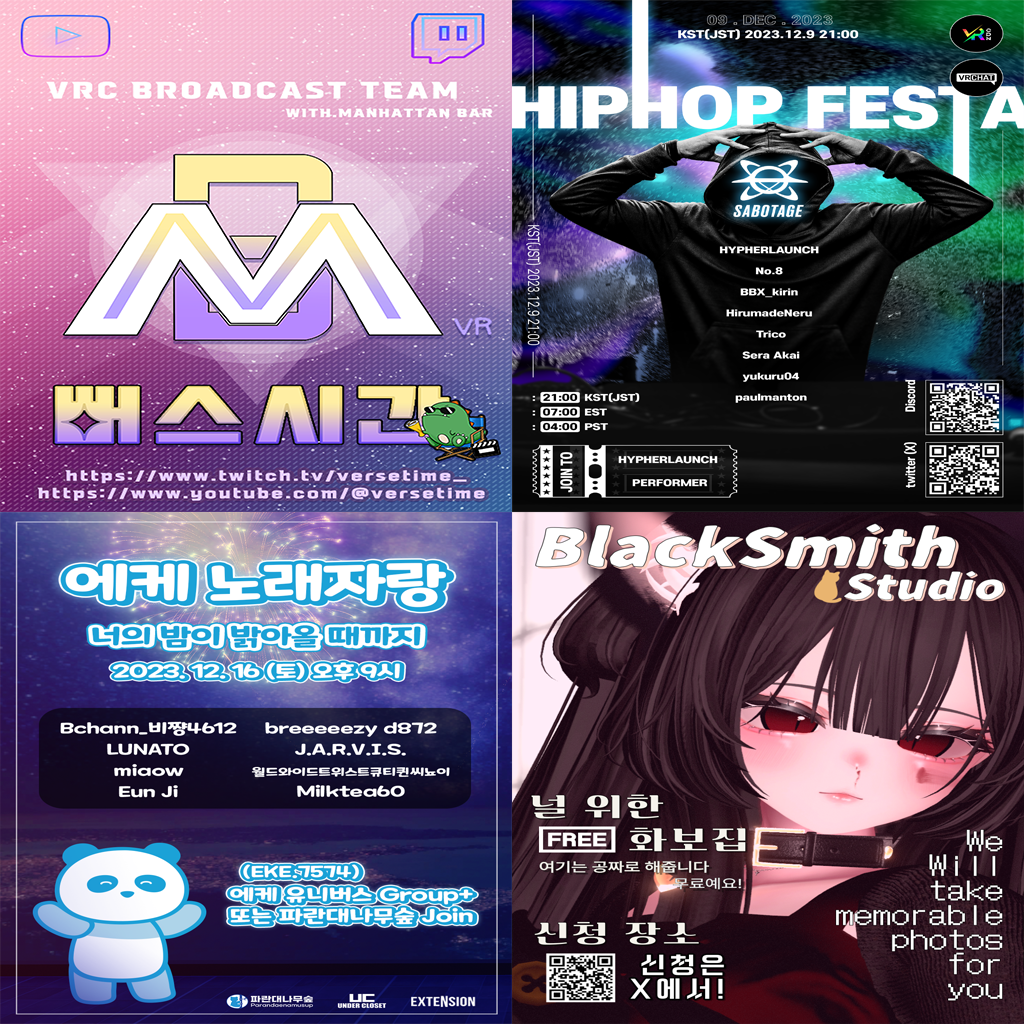 VRC BROADCAST TEAM
WITH.MANHATTAN BAR
VR
뻐스시간
https://www.twitch.tv/versetime_
https://www.youtube.com/@versetime
09 . DEC . 2023
KST(JST) 2023.12.9 21:00
VR ZOO
VRCHAT
HIPHOP FESTA
SABOTAGE
KST(JST) 2023.12.9 21:00
HYPHERLAUNCH
No.8
BBX_kirin
HirumadeNeru
Trico
Sera Akai
yukuru04
paulmanton
: 21:00 KST(JST)
: 07:00 EST
: 04:00 PST
Discord
twitter (X)
JOIN TO
HYPHERLAUNCH
PERFORMER
에케 노래자랑
너의 밤이 밝아올 때까지
2023. 12. 16 (토) 오후 9시
Bchann_비쨩4612
breeeeezy d872
LUNATO
J.A.R.V.I.S.
miaow
월드와이드트위스트큐티퀸씨뇨이
Eun Ji
Milktea60
(EKE;7574)
에케 유니버스 Group+
또는 파란대나무숲 Join
파란대나무숲
Parandaenamusup
UC
UNDER CLOSET
EXTENSION
BlackSmith
Studio
널 위한
FREE 화보집
여기는 공짜로 해줍니다
무료예요!
신청 장소
신청은
X에서!
We
Will
take
memorable
photos
for
you